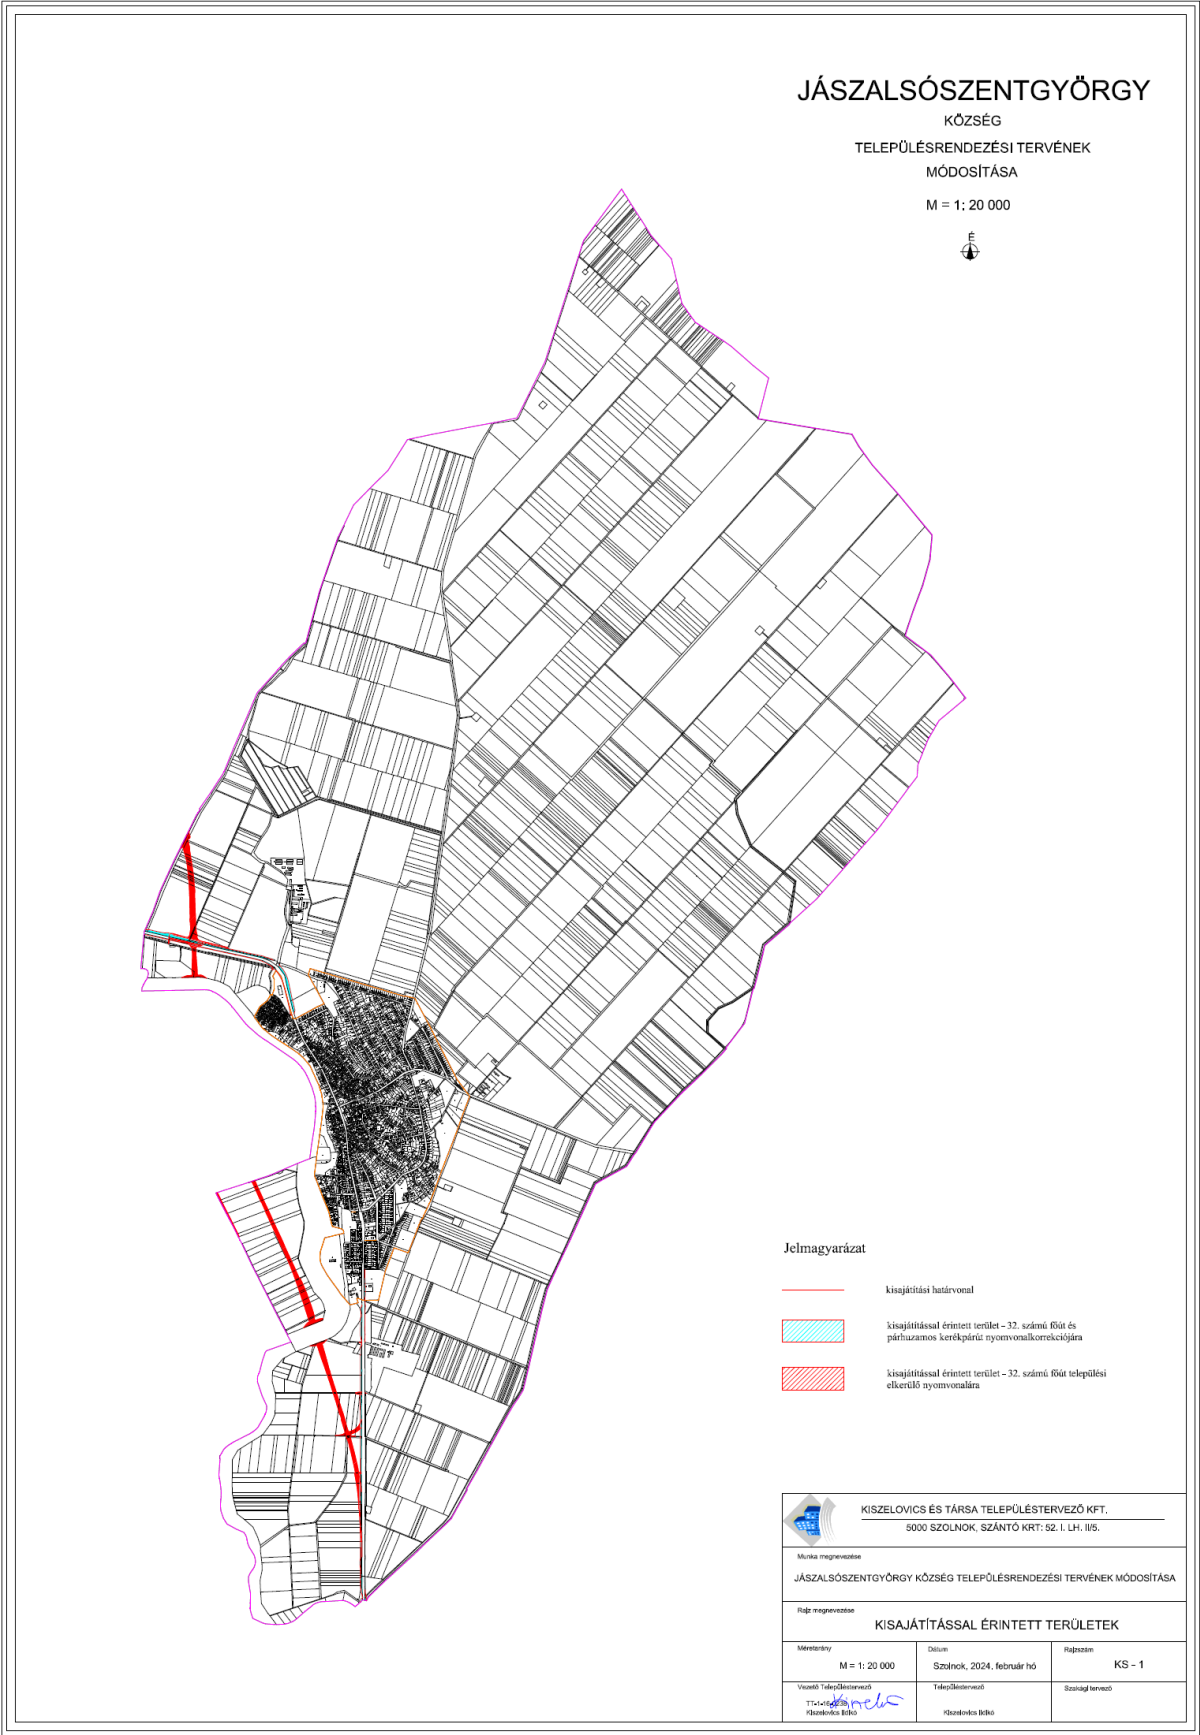 JÁSZALSÓSZENTGYÖRGY
KÖZSÉG
TELEPÜLÉSRENDEZÉSI TERVÉNEK
MÓDOSÍTÁSA
M = 1: 20 000
É
Jelmagyarázat
kisajátítási határvonal
kisajátítással érintett terület - 32. számú főút és
párhuzamos kerékpárút nyomvonalkorrekciójára
kisajátítással érintett terület - 32. számú főút települési
elkerülő nyomvonalára
KISZELOVICS ÉS TÁRSA TELEPÜLÉSTERVEZŐ KFT.
5000 SZOLNOK, SZÁNTÓ KRT: 52. I. LH. II/5.
Munka megnevezése
JÁSZALSÓSZENTGYÖRGY KÖZSÉG TELEPÜLÉSRENDEZÉSI TERVÉNEK MÓDOSÍTÁSA
Rajz megnevezése
KISAJÁTÍTÁSSAL ÉRINTETT TERÜLETEK
Méretarány
M = 1: 20 000
Dátum
Szolnok, 2024. február hó
Rajzszám
KS - 1
Vezető Településtervező
Kiszelovics Ildikó
Településtervező
Kiszelovics Ildikó
Szakági tervező